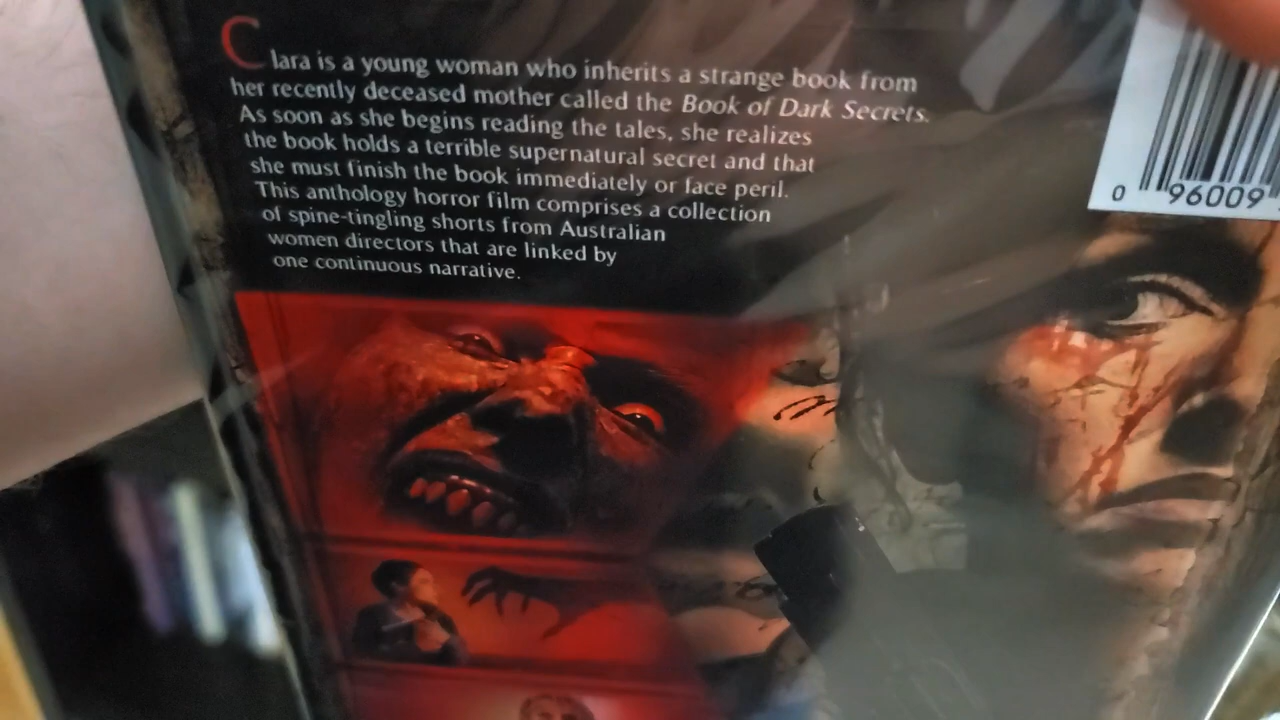 Clara is a young woman who inherits a strange book from
her recently deceased mother called the Book of Dark Secrets.
As soon as she begins reading the tales, she realizes
the book holds a terrible supernatural secret and that
she must finish the book immediately or face peril.
This anthology horror film comprises a collection
of spine-tingling shorts from Australian
women directors that are linked by
one continuous narrative.
0 96009